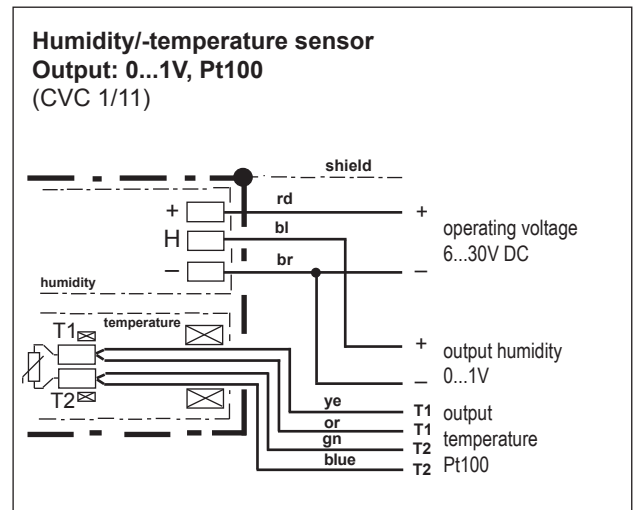 Humidity/-temperature sensor
Output: 0...1V, Pt100
(CVC 1/11)
shield
+ rd +
H bl
operating voltage
6...30V DC
– br –
humidity
temperature
T1
T2
+ output humidity
– 0...1V
ye T1 output
or T1
gn T2 temperature
blue T2 Pt100